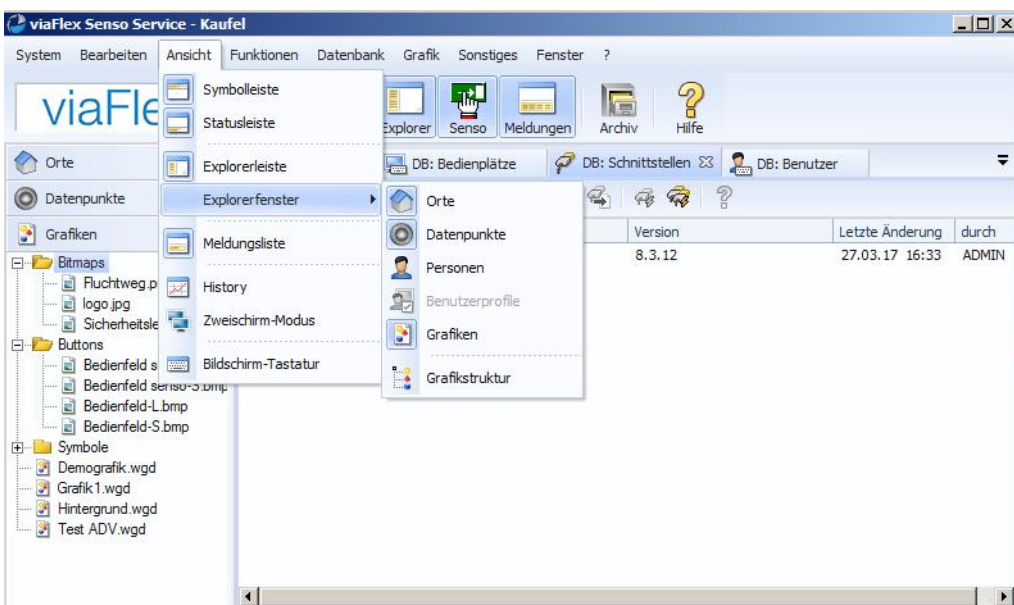 viaFlex Senso Service - Kaufel
System Bearbeiten Ansicht Funktionen Datenbank Grafik Sonstiges Fenster ?
viaFle
Explorer Senso Meldungen Archiv Hilfe
Symbolleiste
Statusleiste
Explorerleiste
Explorerfenster
Meldungsliste
History
Zweischirm-Modus
Bildschirm-Tastatur
Orte
Datenpunkte
Personen
Benutzerprofile
Grafiken
Grafikstruktur
DB: Bedienplätze DB: Schnittstellen DB: Benutzer
Version Letzte Änderung durch
8.3.12 27.03.17 16:33 ADMIN
Orte
Datenpunkte
Grafiken
Bitmaps
Fluchtweg.p
logo.jpg
Sicherheitsle
Buttons
Bedienfeld s
Bedienfeld senso-S.bmp
Bedienfeld-L.bmp
Bedienfeld-S.bmp
Symbole
Demografik.wgd
Grafik1.wgd
Hintergrund.wgd
Test ADV.wgd